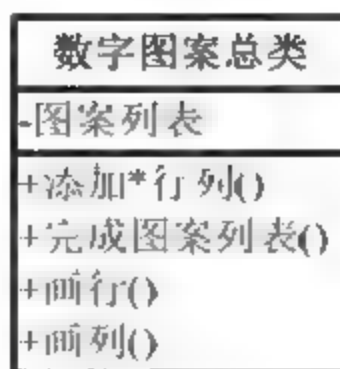 数字图案总类
-图案列表
+添加*行列()
+完成图案列表()
+画行()
+画列()